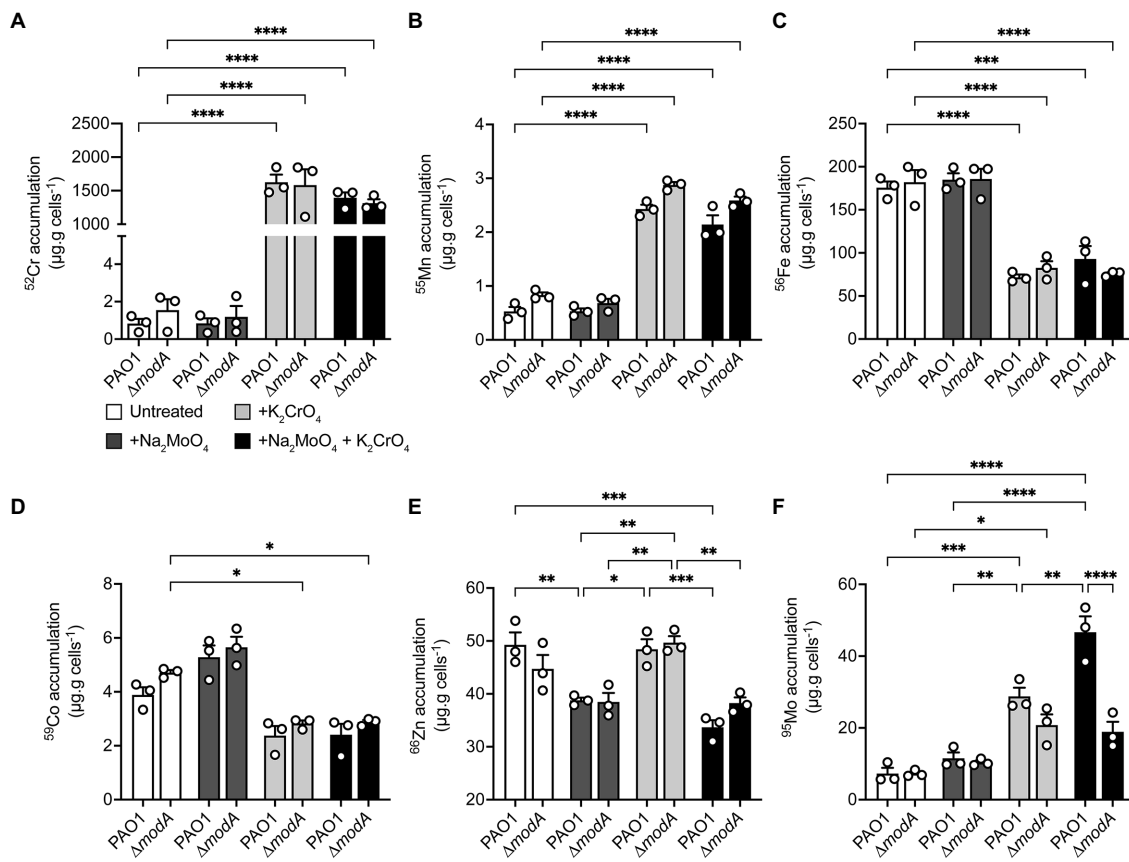 A
****
****
****
****
2500
2000
1500
1000
4
2
0
⁵²Cr accumulation
(µg.g cells⁻¹)
PAO1
ΔmodA
PAO1
ΔmodA
PAO1
ΔmodA
PAO1
ΔmodA
B
****
****
****
****
4
3
2
1
0
⁵⁵Mn accumulation
(µg.g cells⁻¹)
PAO1
ΔmodA
PAO1
ΔmodA
PAO1
ΔmodA
PAO1
ΔmodA
C
****
***
****
****
250
200
150
100
50
0
⁵⁶Fe accumulation
(µg.g cells⁻¹)
PAO1
ΔmodA
PAO1
ΔmodA
PAO1
ΔmodA
PAO1
ΔmodA
Untreated
+K₂CrO₄
+Na₂MoO₄
+Na₂MoO₄ + K₂CrO₄
D
*
*
8
6
4
2
0
⁵⁹Co accumulation
(µg.g cells⁻¹)
PAO1
ΔmodA
PAO1
ΔmodA
PAO1
ΔmodA
PAO1
ΔmodA
E
***
**
** **
** * ***
60
50
40
30
20
⁶⁶Zn accumulation
(µg.g cells⁻¹)
PAO1
ΔmodA
PAO1
ΔmodA
PAO1
ΔmodA
PAO1
ΔmodA
F
****
****
*
***
** ** ****
60
40
20
0
⁹⁵Mo accumulation
(µg.g cells⁻¹)
PAO1
ΔmodA
PAO1
ΔmodA
PAO1
ΔmodA
PAO1
ΔmodA